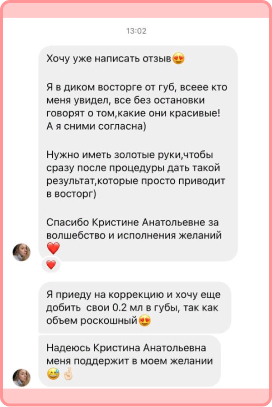 13:02
Хочу уже написать отзыв😍
Я в диком восторге от губ, всеее кто
меня увидел, все без остановки
говорят о том,какие они красивые!
А я сними согласна)
Нужно иметь золотые руки,чтобы
сразу после процедуры дать такой
результат,которые просто приводит
в восторг)
Спасибо Кристине Анатольевне за
волшебство и исполнения желаний
❤️
❤️
Я приеду на коррекцию и хочу еще
добить свои 0.2 мл в губы, так как
объем роскошный😍
Надеюсь Кристина Анатольевна
меня поддержит в моем желании
😅☝🏻